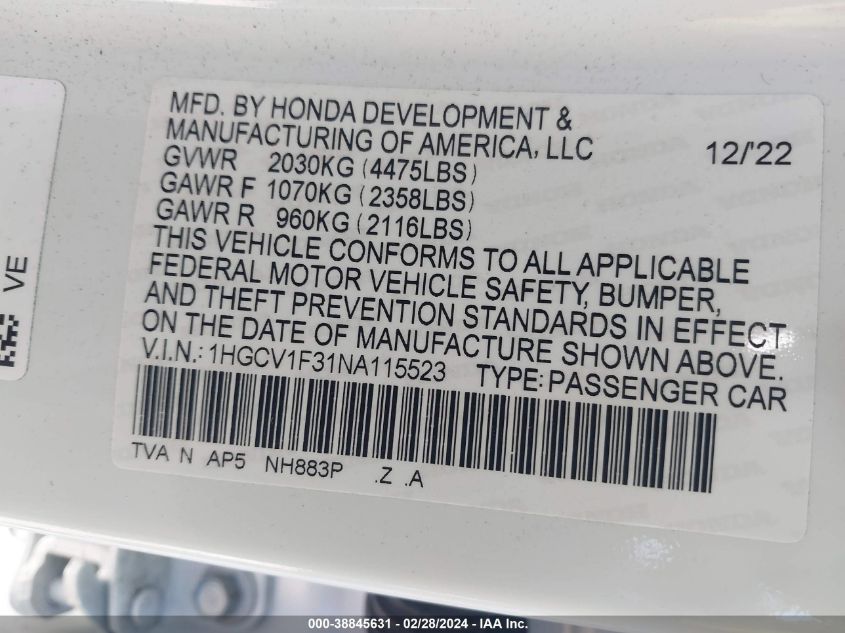 MFD. BY HONDA DEVELOPMENT &
MANUFACTURING OF AMERICA, LLC 12/'22
GVWR 2030KG (4475LBS)
GAWR F 1070KG (2358LBS)
GAWR R 960KG (2116LBS)
THIS VEHICLE CONFORMS TO ALL APPLICABLE
FEDERAL MOTOR VEHICLE SAFETY, BUMPER,
AND THEFT PREVENTION STANDARDS IN EFFECT
ON THE DATE OF MANUFACTURE SHOWN ABOVE.
V.I.N.: 1HGCV1F31NA115523 TYPE: PASSENGER CAR
TVA N AP5 NH883P .Z .A
VE
000-38845631 - 02/28/2024 - IAA Inc.